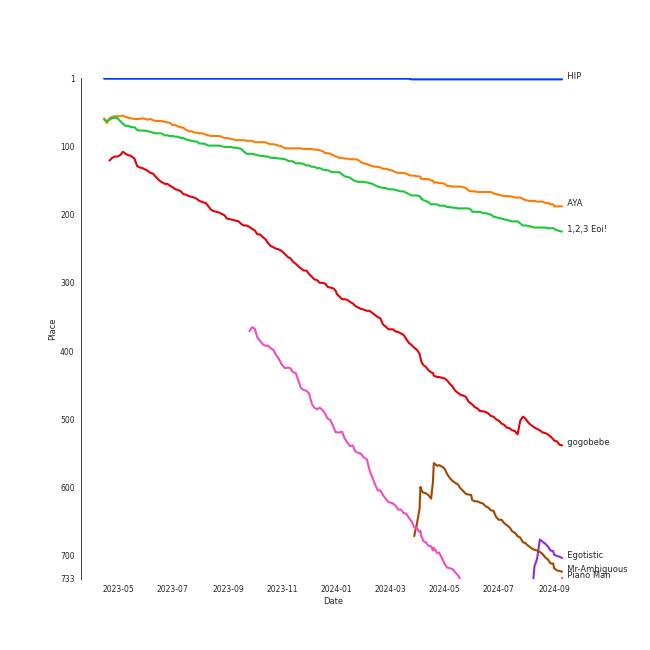 1
HIP
100
AYA
200
1,2,3 Eoi!
300
Place
400
gogobebe
500
600
Egotistic
700
Mr-Ambiguous
Piano Man
733
2023-05 2023-07 2023-09 2023-11 2024-01 2024-03 2024-05 2024-07 2024-09
Date